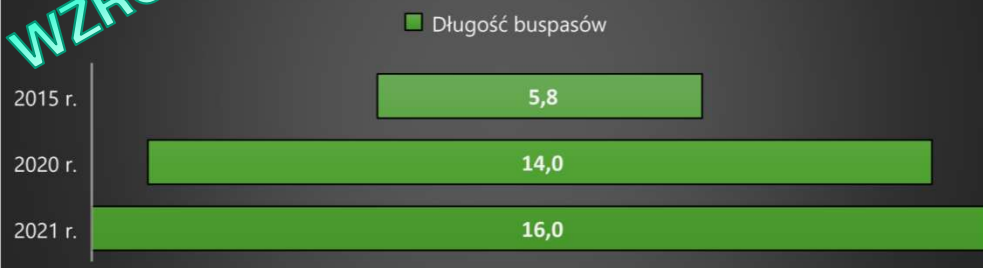 Długość buspasów
2015 r.
5,8
2020 r.
14,0
2021 r.
16,0